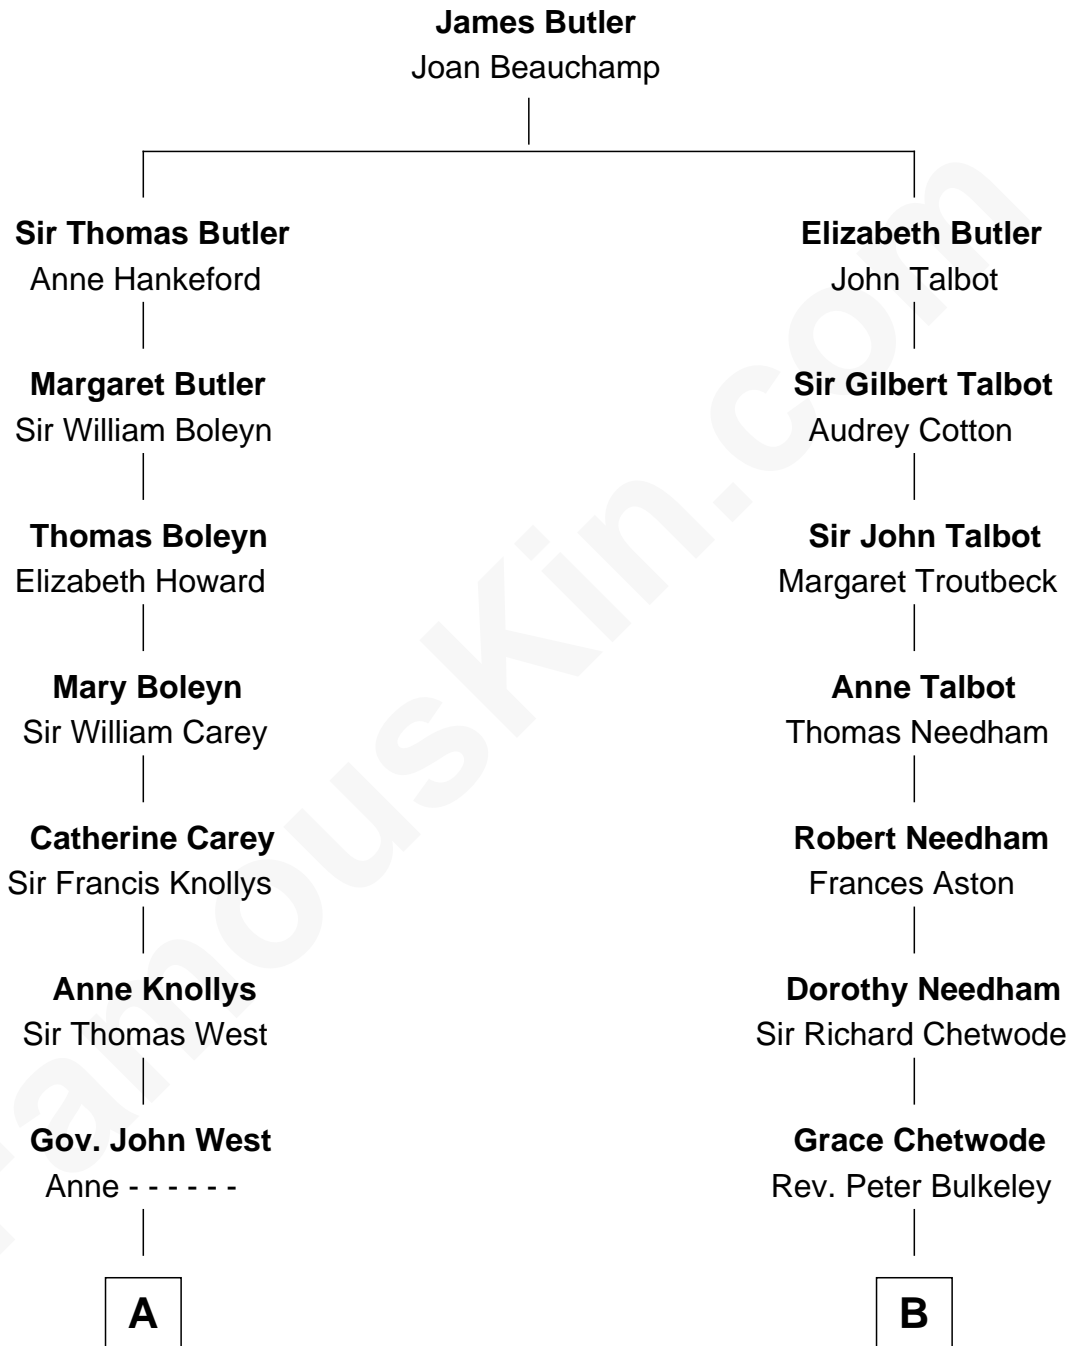 James Butler
Joan Beauchamp
Sir Thomas Butler
Anne Hankeford
Margaret Butler
Sir William Boleyn
Thomas Boleyn
Elizabeth Howard
Mary Boleyn
Sir William Carey
Catherine Carey
Sir Francis Knollys
Anne Knollys
Sir Thomas West
Gov. John West
Anne - - - - - -
A
Elizabeth Butler
John Talbot
Sir Gilbert Talbot
Audrey Cotton
Sir John Talbot
Margaret Troutbeck
Anne Talbot
Thomas Needham
Robert Needham
Frances Aston
Dorothy Needham
Sir Richard Chetwode
Grace Chetwode
Rev. Peter Bulkeley
B
FamousKin.com